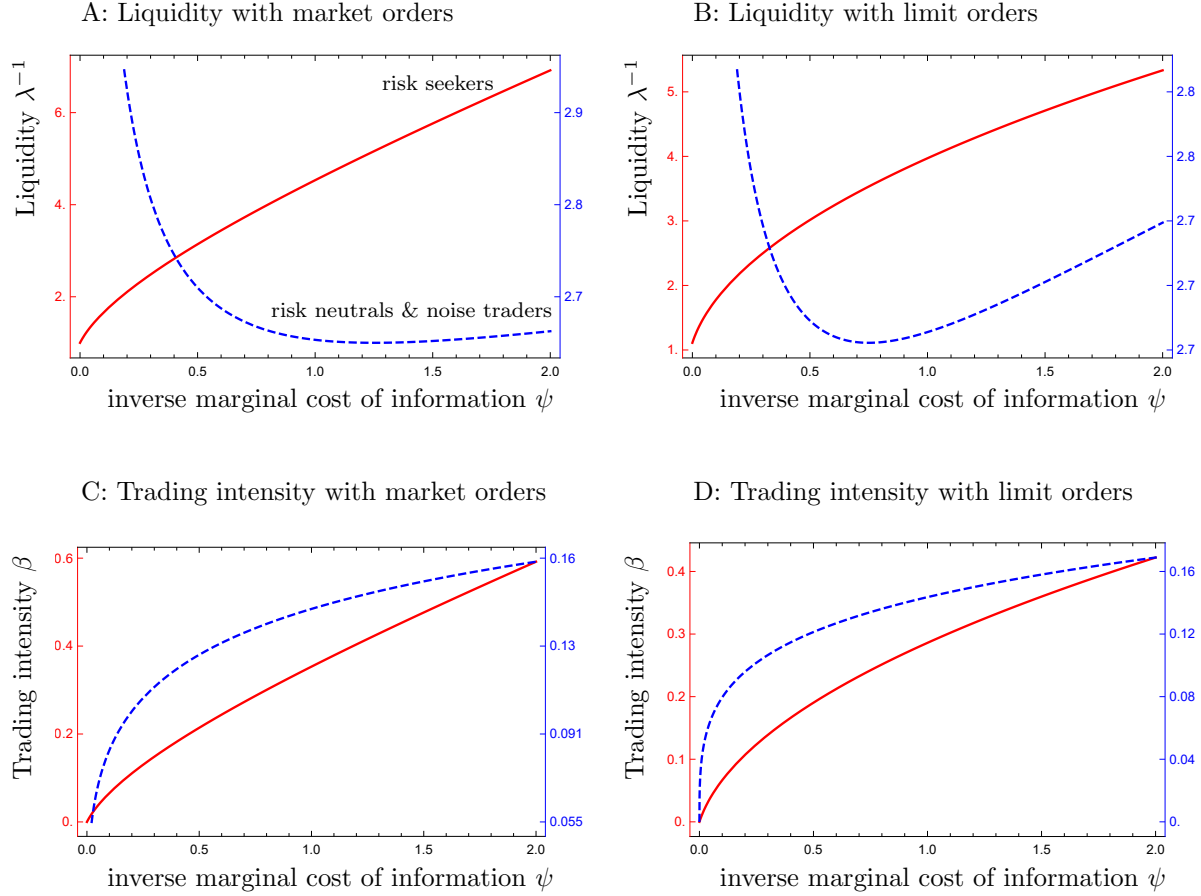 A: Liquidity with market orders
B: Liquidity with limit orders
Liquidity λ⁻¹
6.
4.
2.
risk seekers
risk neutrals & noise traders
2.9
2.8
2.7
0.0 0.5 1.0 1.5 2.0
inverse marginal cost of information ψ
Liquidity λ⁻¹
5.
4.
3.
2.
1.
2.8
2.8
2.7
2.7
0.0 0.5 1.0 1.5 2.0
inverse marginal cost of information ψ
C: Trading intensity with market orders
D: Trading intensity with limit orders
Trading intensity β
0.6
0.4
0.2
0.
0.16
0.13
0.091
0.055
0.0 0.5 1.0 1.5 2.0
inverse marginal cost of information ψ
Trading intensity β
0.4
0.3
0.2
0.1
0.
0.16
0.12
0.08
0.04
0.
0.0 0.5 1.0 1.5 2.0
inverse marginal cost of information ψ